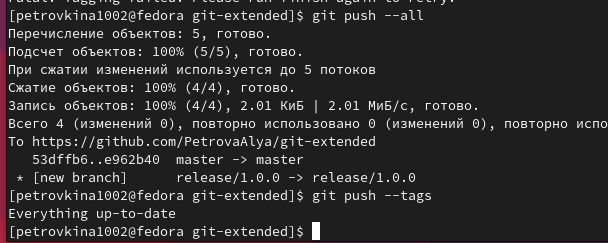 fatal: Tagging failed. Please run finish again to retry.
[petrovkina1002@fedora git-extended]$ git push --all
Перечисление объектов: 5, готово.
Подсчет объектов: 100% (5/5), готово.
При сжатии изменений используется до 5 потоков
Сжатие объектов: 100% (4/4), готово.
Запись объектов: 100% (4/4), 2.01 КиБ | 2.01 МиБ/с, готово.
Всего 4 (изменений 0), повторно использовано 0 (изменений 0), повторно испо
To https://github.com/PetrovaAlya/git-extended
53dffb6..e962b40 master -> master
* [new branch] release/1.0.0 -> release/1.0.0
[petrovkina1002@fedora git-extended]$ git push --tags
Everything up-to-date
[petrovkina1002@fedora git-extended]$